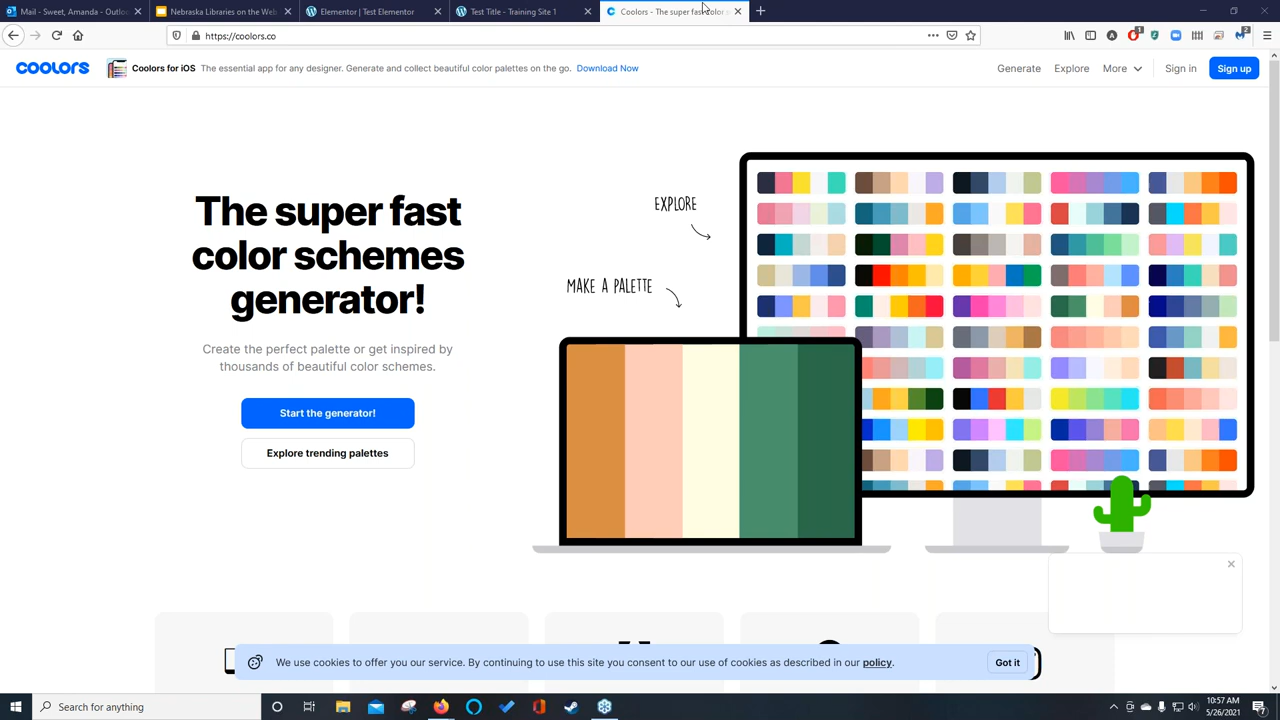 Mail - Sweet, Amanda - Outlo
Nebraska Libraries on the Web
Elementor | Test Elementor
Test Title - Training Site 1
Coolors - The super fast color s
https://coolors.co
1
2
COOLORS
Coolors for iOS
The essential app for any designer. Generate and collect beautiful color palettes on the go.
Download Now
Generate
Explore
More
Sign in
Sign up
The super fast
color schemes
generator!
Create the perfect palette or get inspired by
thousands of beautiful color schemes.
Start the generator!
Explore trending palettes
EXPLORE
MAKE A PALETTE
We use cookies to offer you our service. By continuing to use this site you consent to our use of cookies as described in our policy.
Got it
Search for anything
10:57 AM
5/26/2021